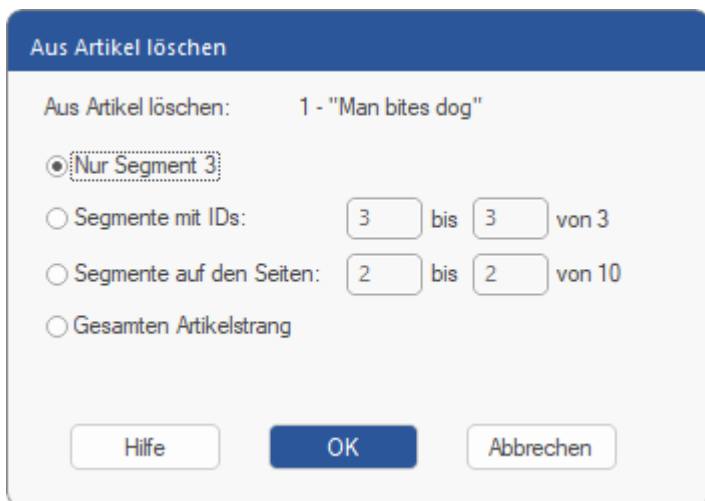 Aus Artikel löschen
Aus Artikel löschen: 1 - "Man bites dog"
Nur Segment 3
Segmente mit IDs: 3 bis 3 von 3
Segmente auf den Seiten: 2 bis 2 von 10
Gesamten Artikelstrang
Hilfe OK Abbrechen